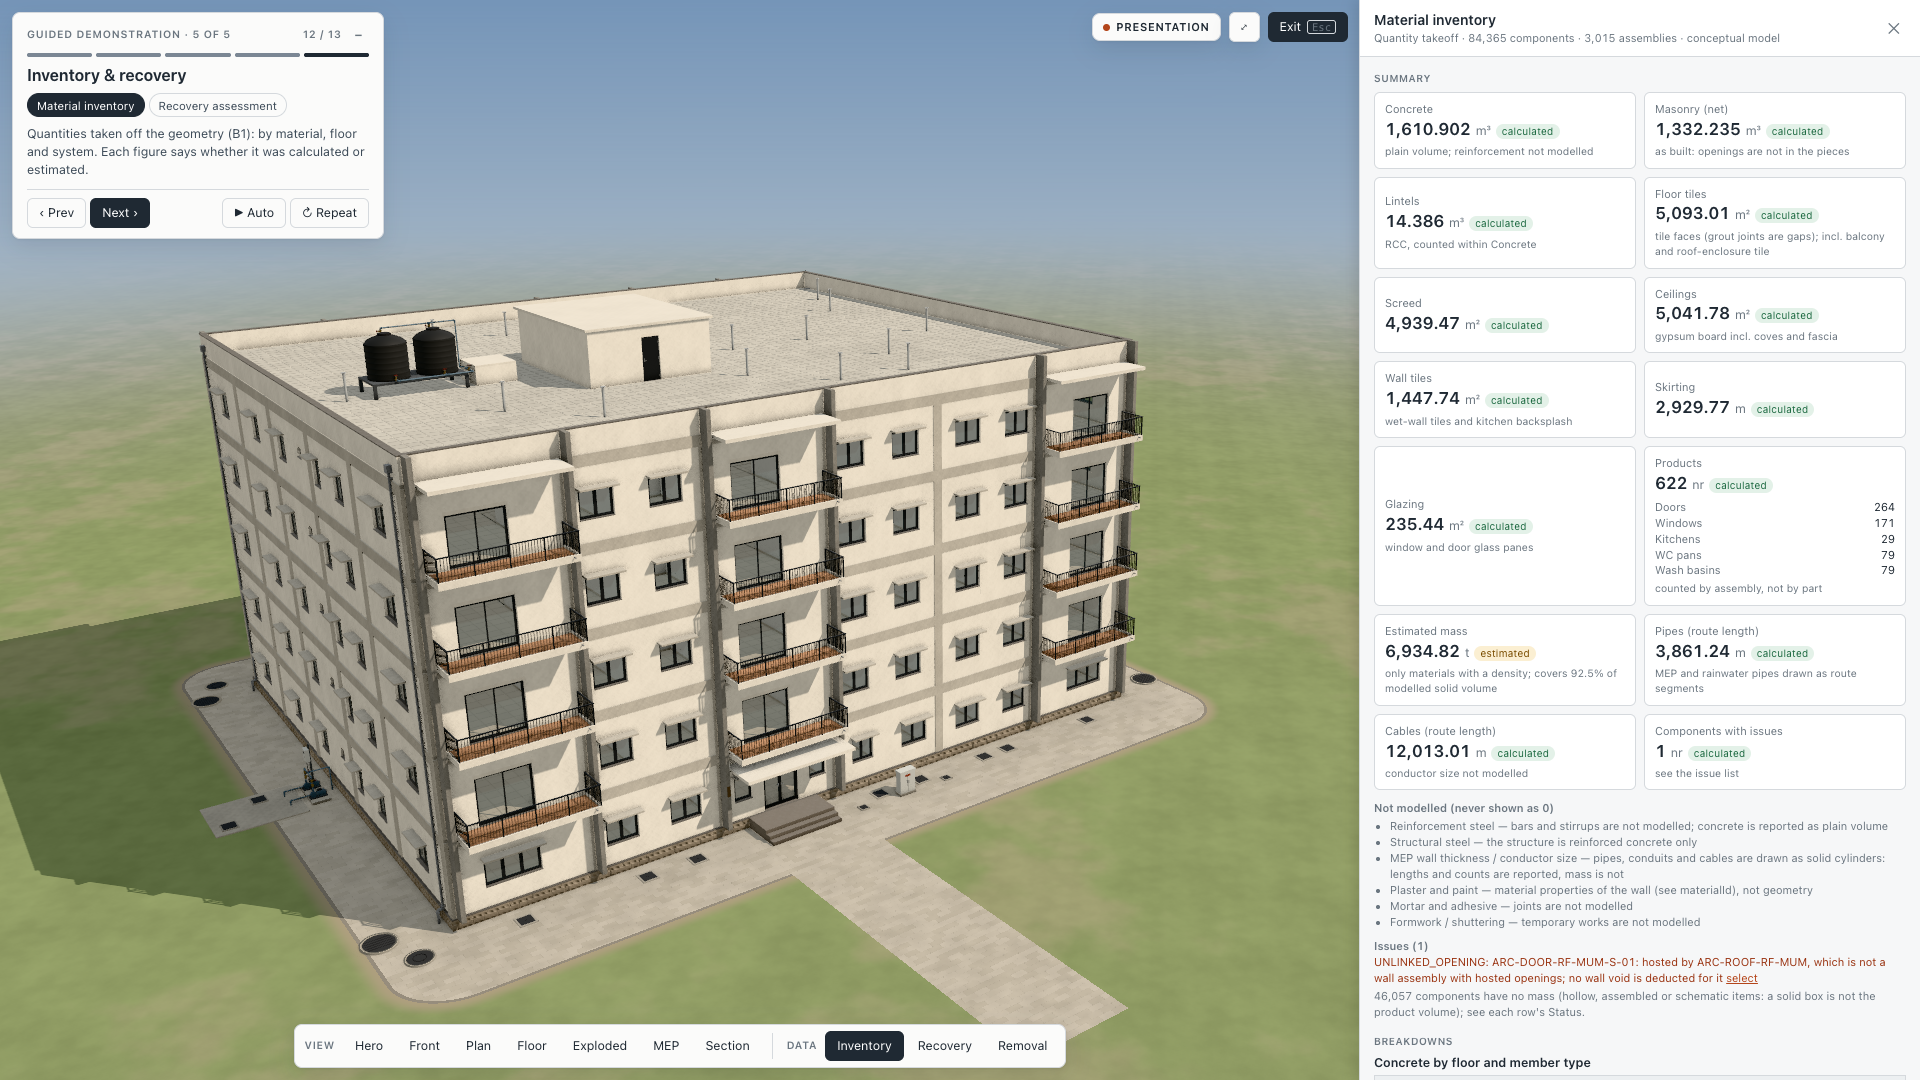 GUIDED DEMONSTRATION · 5 OF 5
12 / 13 –
Inventory & recovery
Material inventory
Recovery assessment
Quantities taken off the geometry (B1): by material, floor
and system. Each figure says whether it was calculated or
estimated.
‹ Prev
Next ›
▶ Auto
↻ Repeat
PRESENTATION
⤢
Exit Esc
Material inventory
Quantity takeoff · 84,365 components · 3,015 assemblies · conceptual model
SUMMARY
Concrete
1,610.902 m³ calculated
plain volume; reinforcement not modelled
Masonry (net)
1,332.235 m³ calculated
as built: openings are not in the pieces
Lintels
14.386 m³ calculated
RCC, counted within Concrete
Floor tiles
5,093.01 m² calculated
tile faces (grout joints are gaps); incl. balcony
and roof-enclosure tile
Screed
4,939.47 m² calculated
Ceilings
5,041.78 m² calculated
gypsum board incl. coves and fascia
Wall tiles
1,447.74 m² calculated
wet-wall tiles and kitchen backsplash
Skirting
2,929.77 m calculated
Glazing
235.44 m² calculated
window and door glass panes
Products
622 nr calculated
Doors 264
Windows 171
Kitchens 29
WC pans 79
Wash basins 79
counted by assembly, not by part
Estimated mass
6,934.82 t estimated
only materials with a density; covers 92.5% of
modelled solid volume
Pipes (route length)
3,861.24 m calculated
MEP and rainwater pipes drawn as route
segments
Cables (route length)
12,013.01 m calculated
conductor size not modelled
Components with issues
1 nr calculated
see the issue list
Not modelled (never shown as 0)
• Reinforcement steel — bars and stirrups are not modelled; concrete is reported as plain volume
• Structural steel — the structure is reinforced concrete only
• MEP wall thickness / conductor size — pipes, conduits and cables are drawn as solid cylinders:
lengths and counts are reported, mass is not
• Plaster and paint — material properties of the wall (see materialId), not geometry
• Mortar and adhesive — joints are not modelled
• Formwork / shuttering — temporary works are not modelled
Issues (1)
UNLINKED_OPENING: ARC-DOOR-RF-MUM-S-01: hosted by ARC-ROOF-RF-MUM, which is not a
wall assembly with hosted openings; no wall void is deducted for it select
46,057 components have no mass (hollow, assembled or schematic items: a solid box is not the
product volume); see each row's Status.
BREAKDOWNS
Concrete by floor and member type
VIEW Hero Front Plan Floor Exploded MEP Section DATA Inventory Recovery Removal